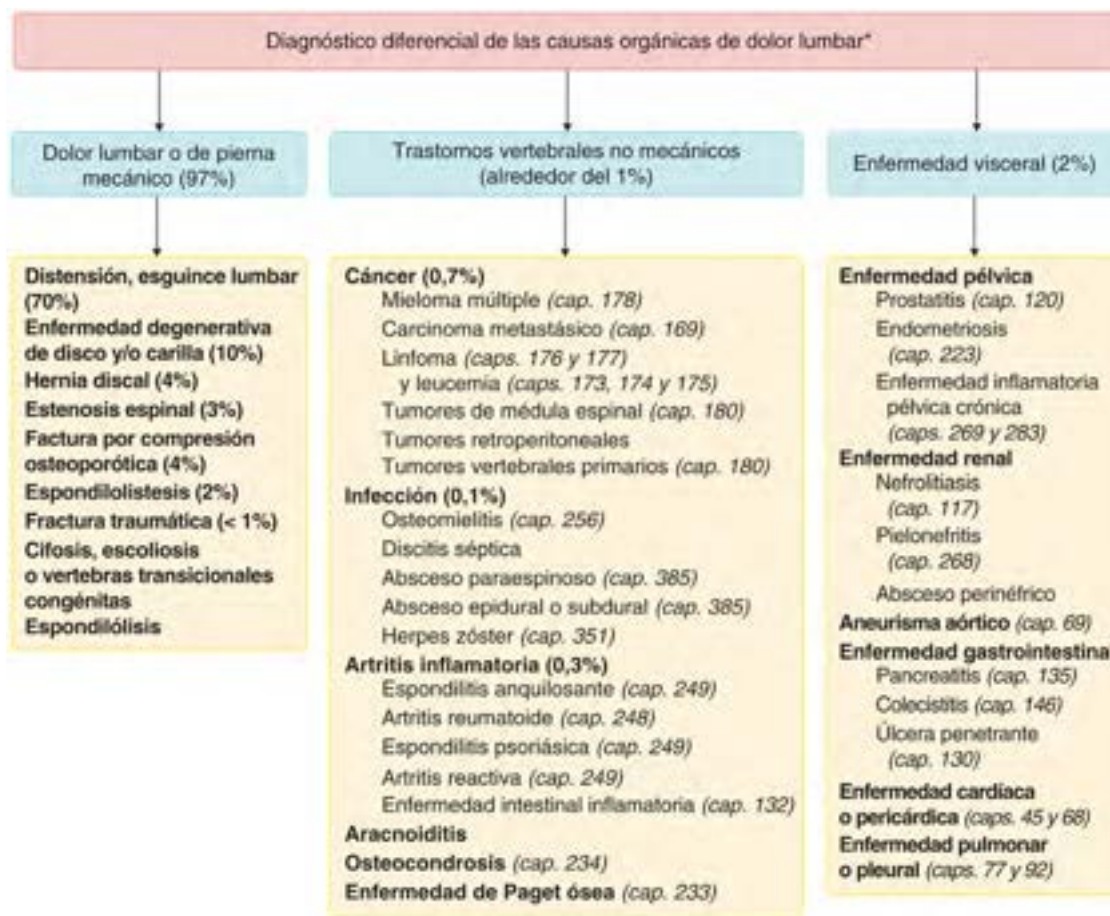 Diagnóstico diferencial de las causas orgánicas de dolor lumbar*
Dolor lumbar o de pierna
mecánico (97%)
Distensión, esguince lumbar
(70%)
Enfermedad degenerativa
de disco y/o carilla (10%)
Hernia discal (4%)
Estenosis espinal (3%)
Factura por compresión
osteoporótica (4%)
Espondilolistesis (2%)
Fractura traumática (< 1%)
Cifosis, escoliosis
o vertebras transicionales
congénitas
Espondilólisis
Trastornos vertebrales no mecánicos
(alrededor del 1%)
Cáncer (0,7%)
Mieloma múltiple (cap. 178)
Carcinoma metastásico (cap. 169)
Linfoma (caps. 176 y 177)
y leucemia (caps. 173, 174 y 175)
Tumores de médula espinal (cap. 180)
Tumores retroperitoneales
Tumores vertebrales primarios (cap. 180)
Infección (0,1%)
Osteomielitis (cap. 256)
Discitis séptica
Absceso paraespinoso (cap. 385)
Absceso epidural o subdural (cap. 385)
Herpes zóster (cap. 351)
Artritis inflamatoria (0,3%)
Espondilitis anquilosante (cap. 249)
Artritis reumatoide (cap. 248)
Espondilitis psoriásica (cap. 249)
Artritis reactiva (cap. 249)
Enfermedad intestinal inflamatoria (cap. 132)
Aracnoiditis
Osteocondrosis (cap. 234)
Enfermedad de Paget ósea (cap. 233)
Enfermedad visceral (2%)
Enfermedad pélvica
Prostatitis (cap. 120)
Endometriosis
(cap. 223)
Enfermedad inflamatoria
pélvica crónica
(caps. 269 y 283)
Enfermedad renal
Nefrolitiasis
(cap. 117)
Pielonefritis
(cap. 268)
Absceso perinéfrico
Aneurisma aórtico (cap. 69)
Enfermedad gastrointestinal
Pancreatitis (cap. 135)
Colecistitis (cap. 146)
Úlcera penetrante
(cap. 130)
Enfermedad cardíaca
o pericárdica (caps. 45 y 68)
Enfermedad pulmonar
o pleural (caps. 77 y 92)